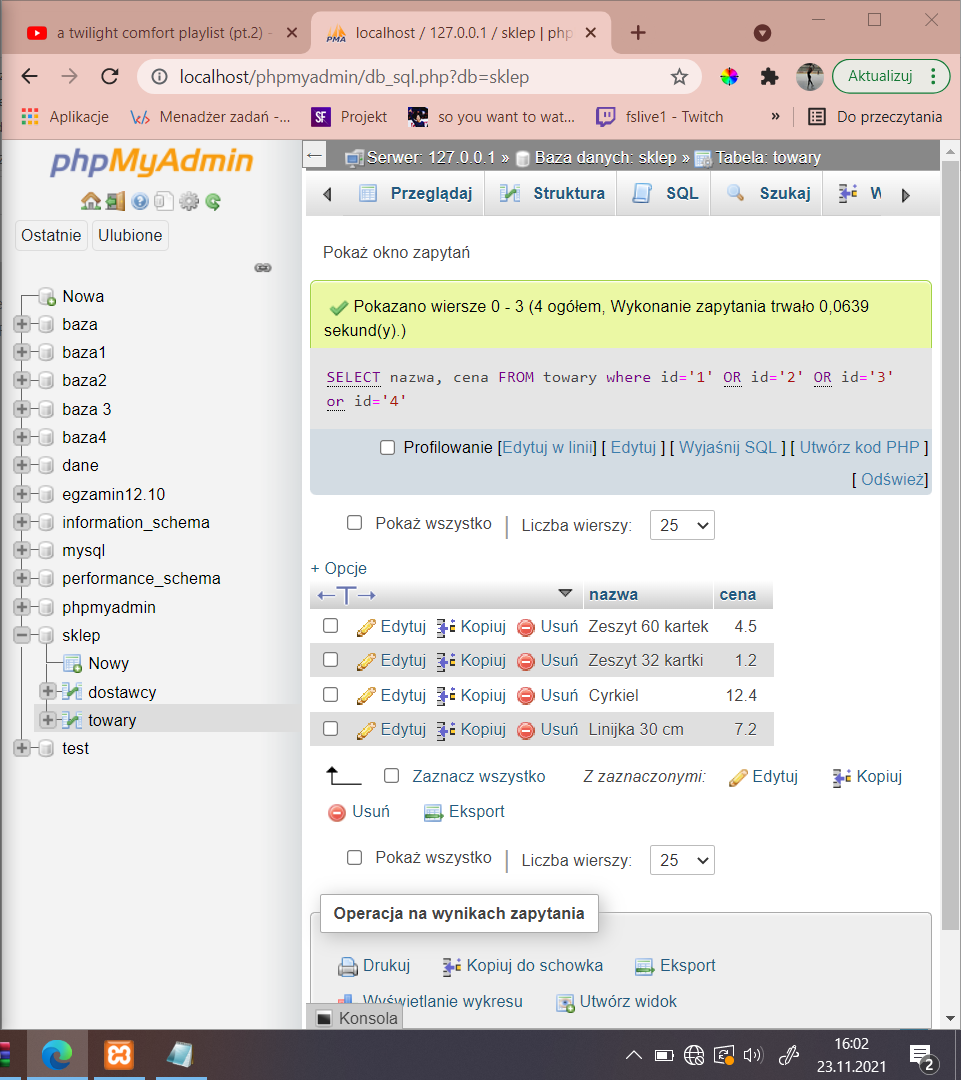 a twilight comfort playlist (pt.2) -
PMA
localhost / 127.0.0.1 / sklep | php
localhost/phpmyadmin/db_sql.php?db=sklep
Aktualizuj
Aplikacje
Menadżer zadań -...
SF
Projekt
so you want to wat...
fslive1 - Twitch
»
Do przeczytania
phpMyAdmin
Ostatnie
Ulubione
Nowa
baza
baza1
baza2
baza 3
baza4
dane
egzamin12.10
information_schema
mysql
performance_schema
phpmyadmin
sklep
Nowy
dostawcy
towary
test
Serwer: 127.0.0.1 » Baza danych: sklep » Tabela: towary
Przeglądaj
Struktura
SQL
Szukaj
W
Pokaż okno zapytań
Pokazano wiersze 0 - 3 (4 ogółem, Wykonanie zapytania trwało 0,0639
sekund(y).)
SELECT nazwa, cena FROM towary where id='1' OR id='2' OR id='3'
or id='4'
Profilowanie [Edytuj w linii] [ Edytuj ] [ Wyjaśnij SQL ] [ Utwórz kod PHP ]
[ Odśwież]
Pokaż wszystko | Liczba wierszy: 25
+ Opcje
←T→ nazwa cena
Edytuj Kopiuj Usuń Zeszyt 60 kartek 4.5
Edytuj Kopiuj Usuń Zeszyt 32 kartki 1.2
Edytuj Kopiuj Usuń Cyrkiel 12.4
Edytuj Kopiuj Usuń Linijka 30 cm 7.2
Zaznacz wszystko Z zaznaczonymi: Edytuj Kopiuj
Usuń Eksport
Pokaż wszystko | Liczba wierszy: 25
Operacja na wynikach zapytania
Drukuj Kopiuj do schowka Eksport
Wyświetlanie wykresu Utwórz widok
Konsola
16:02
23.11.2021
2